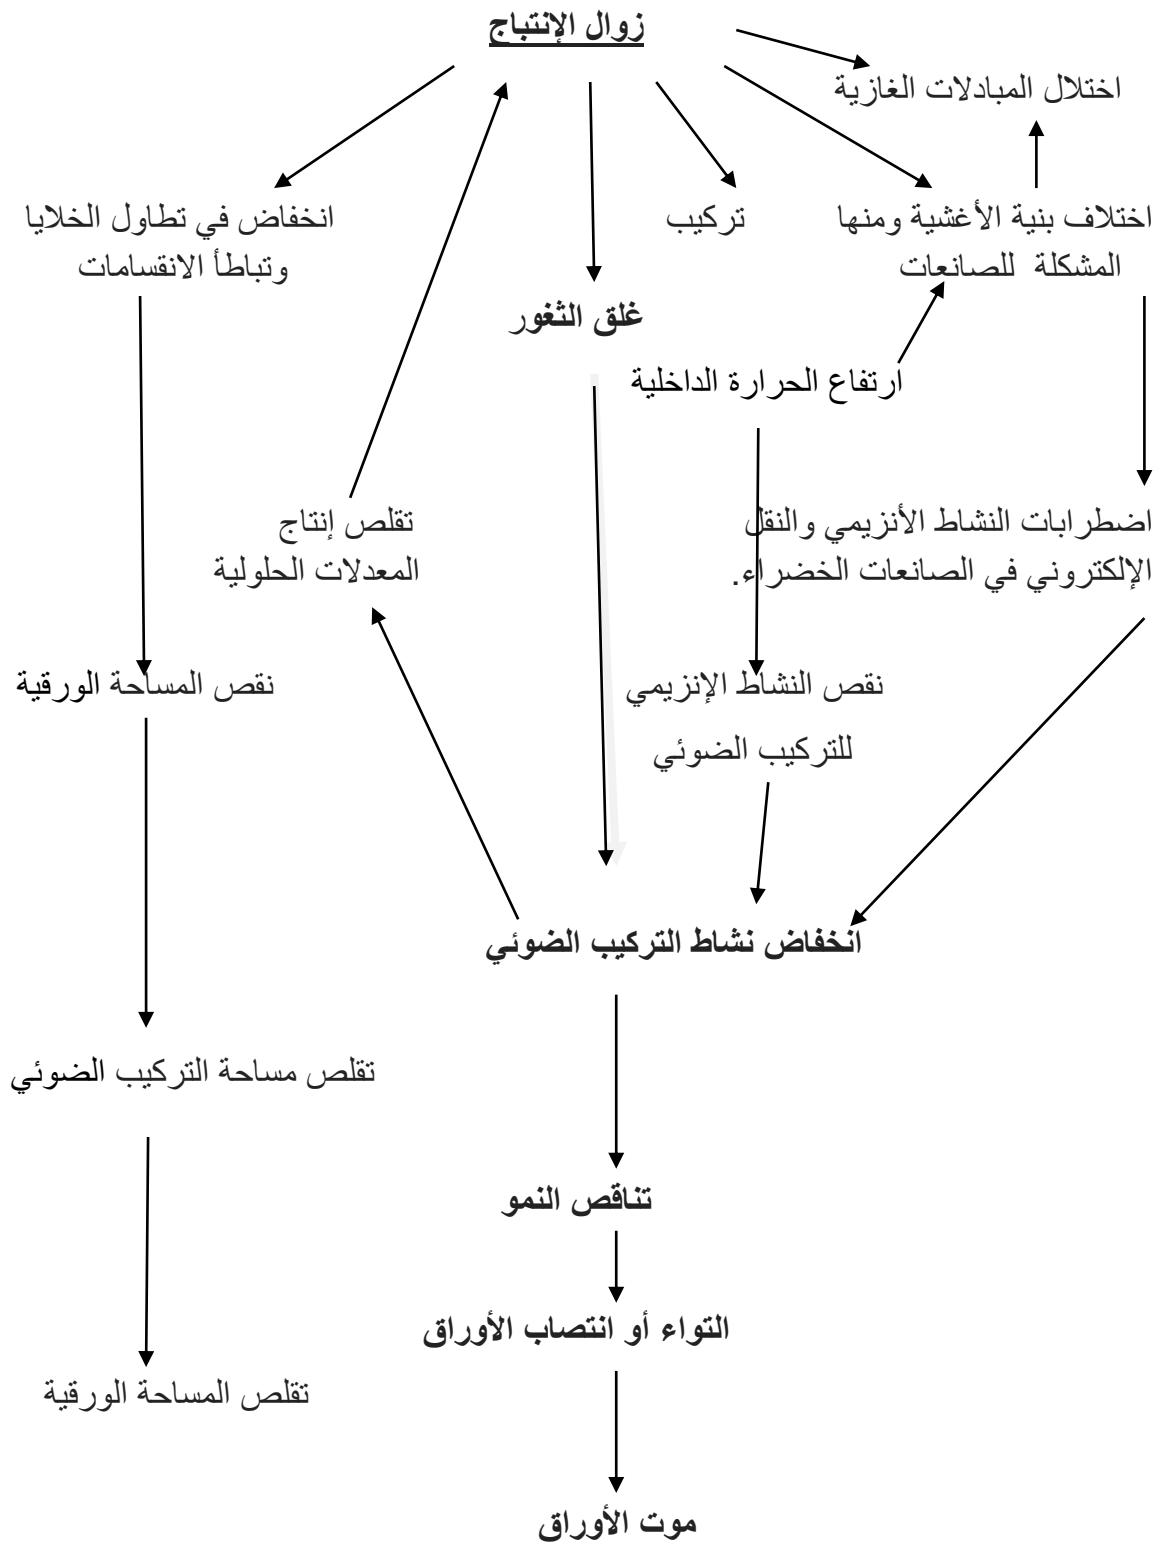 زوال الإنتباج
اختلال المبادلات الغازية
اختلاف بنية الأغشية ومنها
المشكلة للصانعات
تركيب
انخفاض في تطاول الخلايا
وتباطأ الانقسامات
غلق الثغور
ارتفاع الحرارة الداخلية
اضطرابات النشاط الأنزيمي والنقل
الإلكتروني في الصانعات الخضراء.
تقلص إنتاج
المعدلات الحلولية
نقص النشاط الإنزيمي
للتركيب الضوئي
نقص المساحة الورقية
انخفاض نشاط التركيب الضوئي
تقلص مساحة التركيب الضوئي
تناقص النمو
التواء أو انتصاب الأوراق
تقلص المساحة الورقية
موت الأوراق